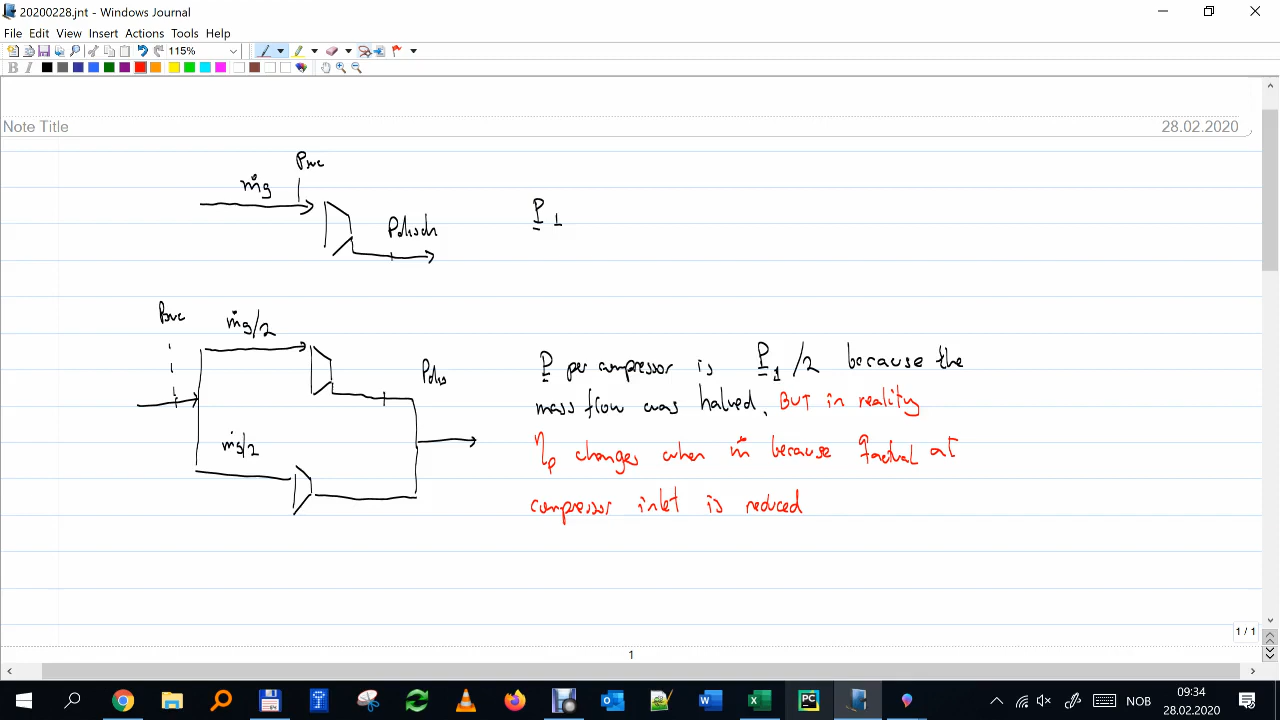 20200228.jnt - Windows Journal
File Edit View Insert Actions Tools Help
115%
B I
Note Title
28.02.2020
Psuc
ṁg
Pdisch
P1
Psuc
ṁg/2
Pdis
ṁg/2
P per compressor is P1/2 because the
mass flow was halved. BUT in reality
ηp changes when ṁ because qactual at
compressor inlet is reduced
1 / 1
1
NOB
09:34
28.02.2020